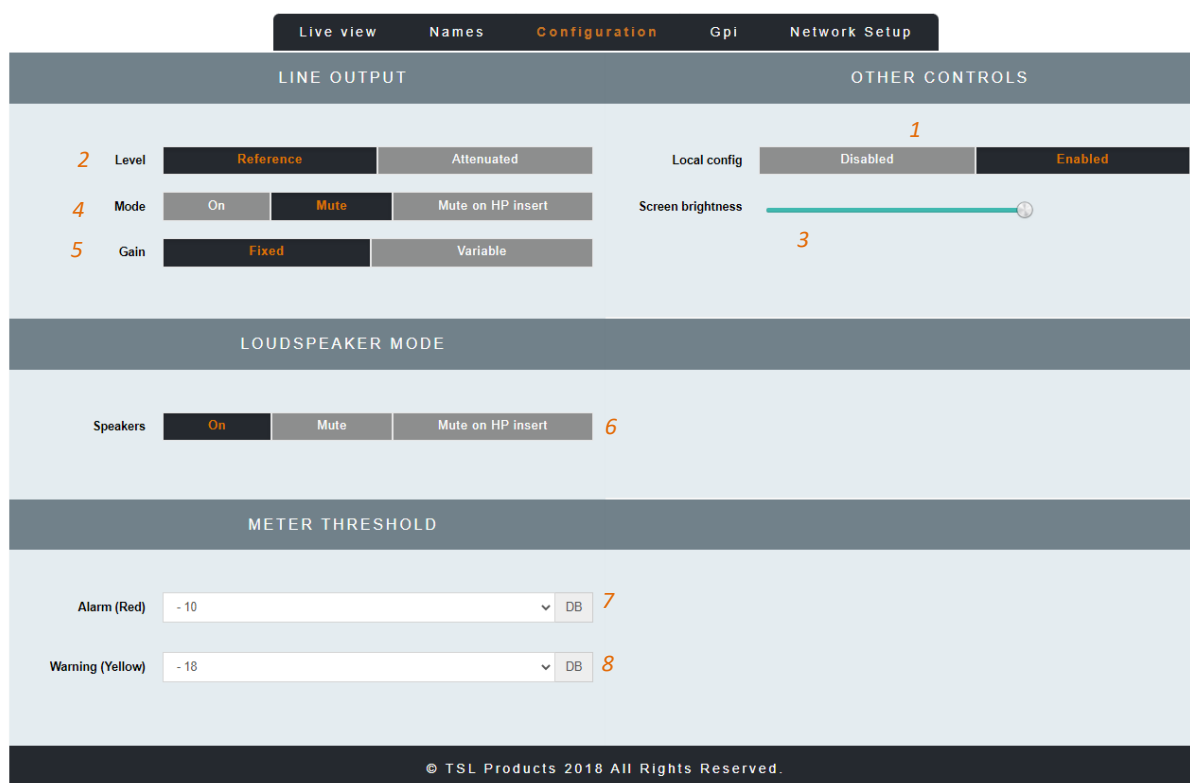 Live view Names Configuration Gpi Network Setup
LINE OUTPUT
2 Level Reference Attenuated
4 Mode On Mute Mute on HP insert
5 Gain Fixed Variable
OTHER CONTROLS
1
Local config Disabled Enabled
Screen brightness
3
LOUDSPEAKER MODE
Speakers On Mute Mute on HP insert 6
METER THRESHOLD
Alarm (Red) - 10 DB 7
Warning (Yellow) - 18 DB 8
© TSL Products 2018 All Rights Reserved.